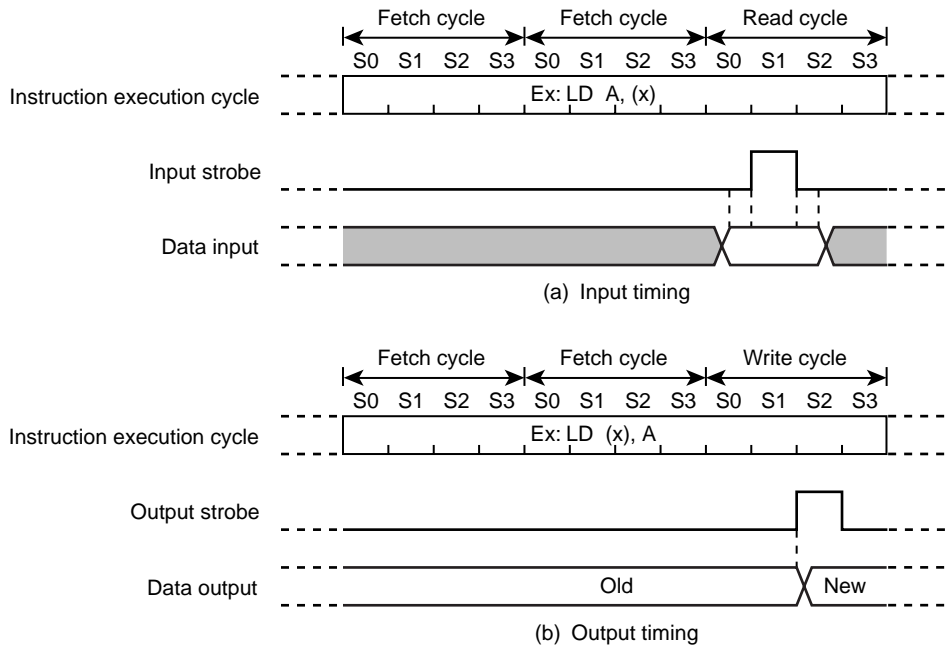 Fetch cycle Fetch cycle Read cycle
S0 S1 S2 S3 S0 S1 S2 S3 S0 S1 S2 S3
Instruction execution cycle Ex: LD A, (x)
Input strobe
Data input
(a) Input timing
Fetch cycle Fetch cycle Write cycle
S0 S1 S2 S3 S0 S1 S2 S3 S0 S1 S2 S3
Instruction execution cycle Ex: LD (x), A
Output strobe
Data output Old New
(b) Output timing